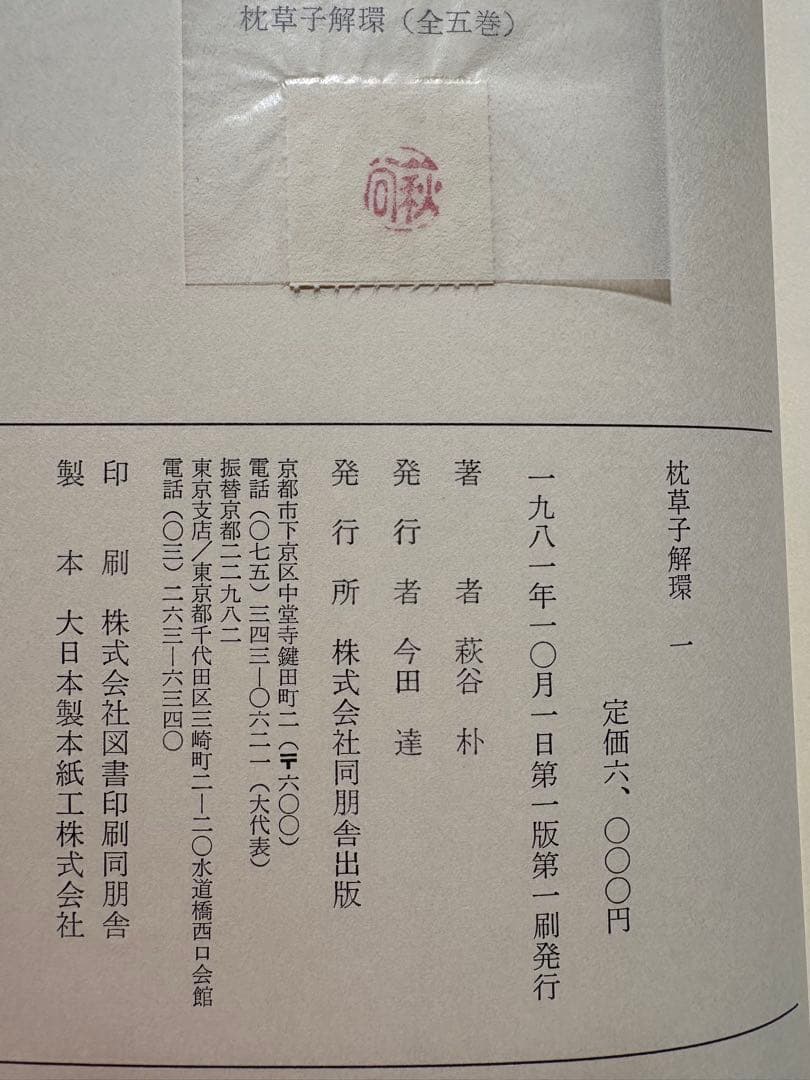 枕草子解環（全五巻）
萩谷
枕草子解環　一
定価六、〇〇〇円
一九八一年一〇月一日第一版第一刷発行
著者　萩谷　朴
発行者　今田　達
発行所　株式会社同朋舎出版
京都市下京区中堂寺鍵田町二（〒六〇〇）
電話（〇七五）三四三―〇六二一（大代表）
振替京都二二九八二
東京支店／東京都千代田区三崎町二―二〇水道橋西口会館
電話（〇三）二六三―六三四〇
印刷　株式会社図書印刷同朋舎
製本　大日本製本紙工株式会社